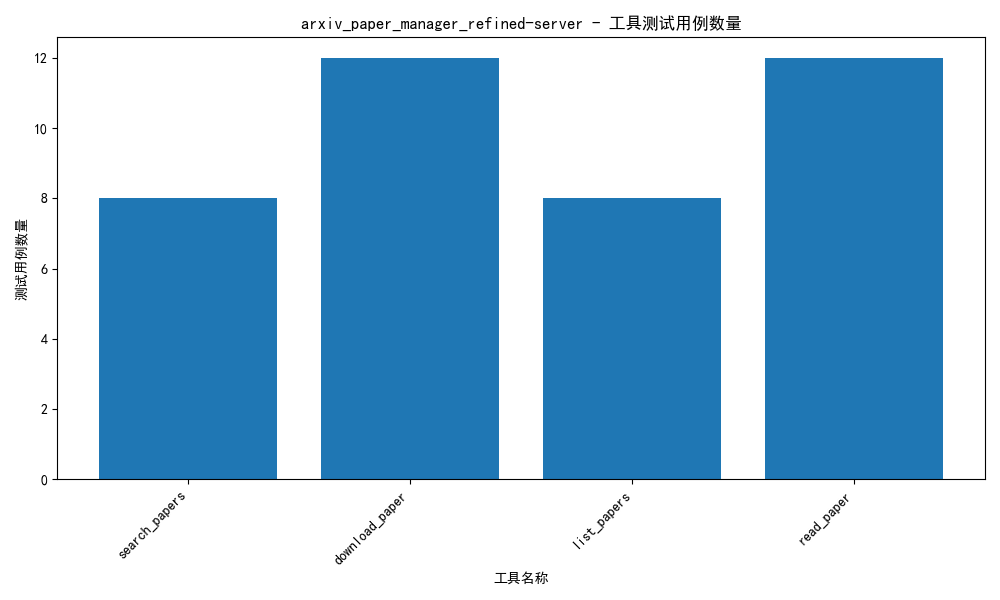 arxiv_paper_manager_refined-server - 工具测试用例数量
测试用例数量
12
10
8
6
4
2
0
search_papers
download_paper
list_papers
read_paper
工具名称